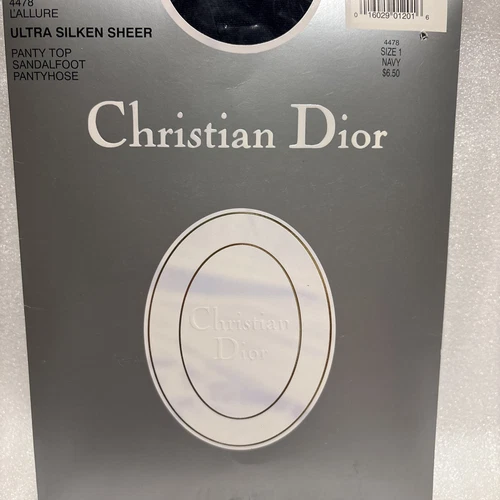 4478
L'ALLURE
ULTRA SILKEN SHEER
PANTY TOP
SANDALFOOT
PANTYHOSE
0 16029 01201 6
4478
SIZE 1
NAVY
$6.50
Christian Dior
Christian
Dior